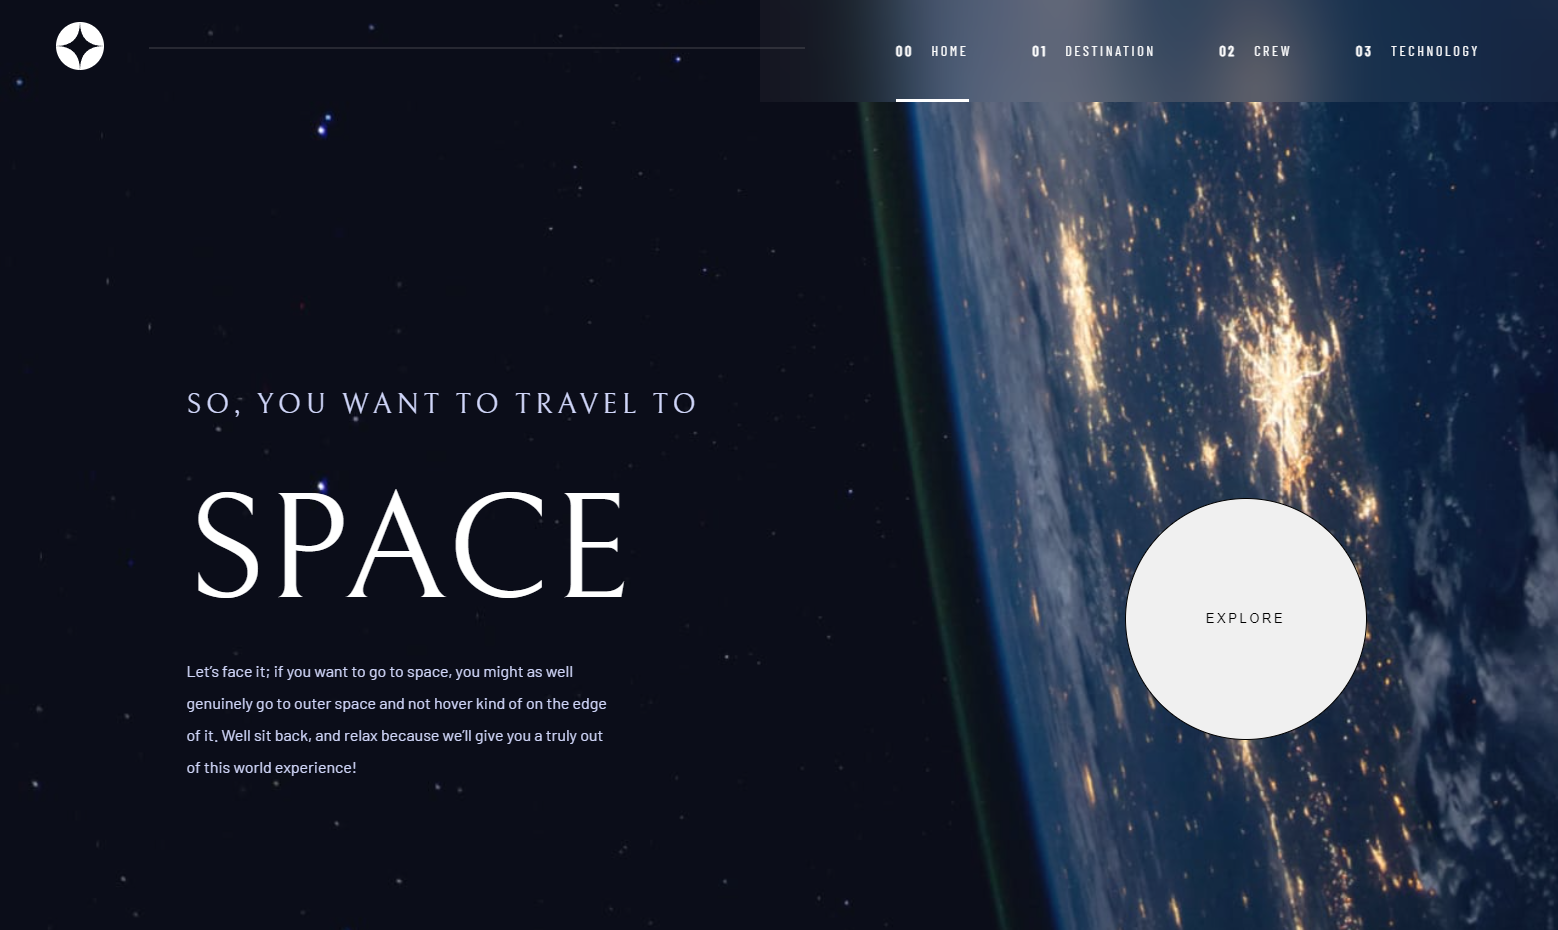 00 HOME 01 DESTINATION 02 CREW 03 TECHNOLOGY
SO, YOU WANT TO TRAVEL TO
SPACE
Let's face it; if you want to go to space, you might as well
genuinely go to outer space and not hover kind of on the edge
of it. Well sit back, and relax because we'll give you a truly out
of this world experience!
EXPLORE